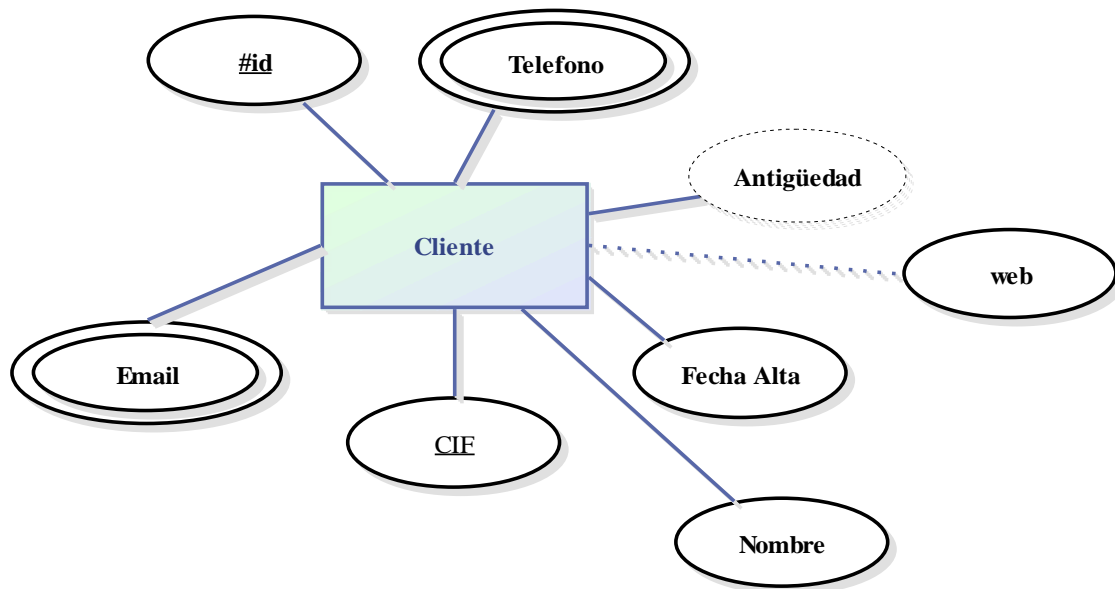 #id
Telefono
Antigüedad
Cliente
web
Email
Fecha Alta
CIF
Nombre